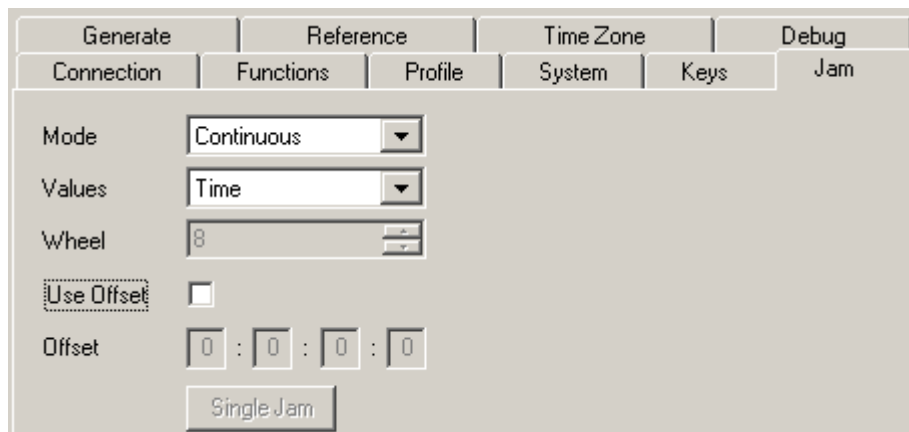 Generate Reference Time Zone Debug
Connection Functions Profile System Keys Jam
Mode Continuous
Values Time
Wheel 8
Use Offset
Offset 0 : 0 : 0 : 0
Single Jam